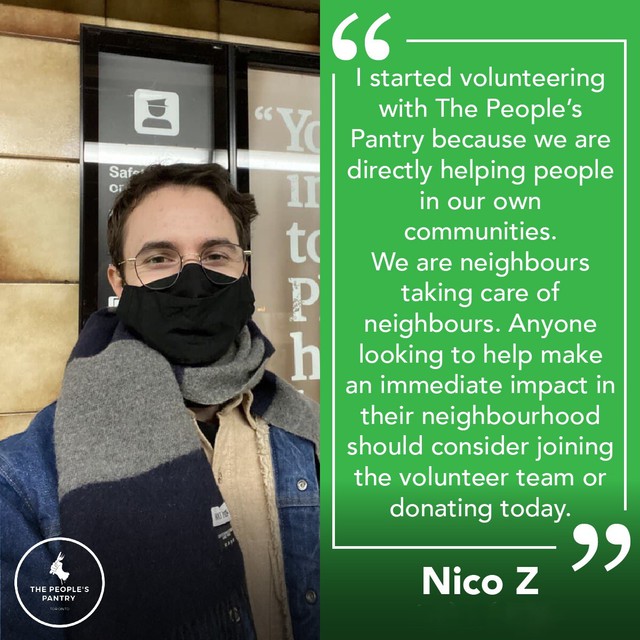 “
I started volunteering
with The People’s
Pantry because we are
directly helping people
in our own
communities.
We are neighbours
taking care of
neighbours. Anyone
looking to help make
an immediate impact in
their neighbourhood
should consider joining
the volunteer team or
donating today.
”
Nico Z
THE PEOPLE'S
PANTRY
TORONTO